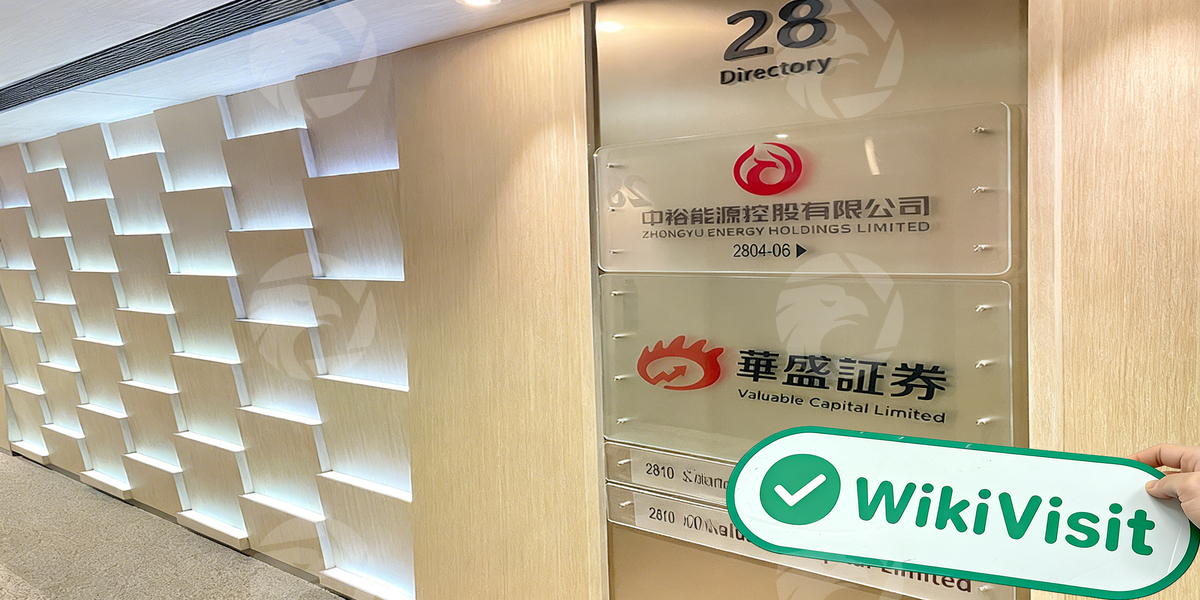 28
Directory
中裕能源控股有限公司
ZHONGYU ENERGY HOLDINGS LIMITED
2804-06
華盛証券
Valuable Capital Limited
2810
2810
Limited
WikiVisit